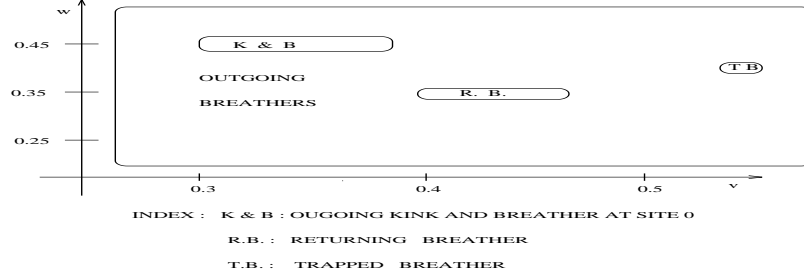 w
0.45
K & B
T B
OUTGOING
0.35
R. B.
BREATHERS
0.25
0.3
0.4
0.5
v
INDEX : K & B : OUGOING KINK AND BREATHER AT SITE 0
R.B. : RETURNING BREATHER
T.B. : TRAPPED BREATHER